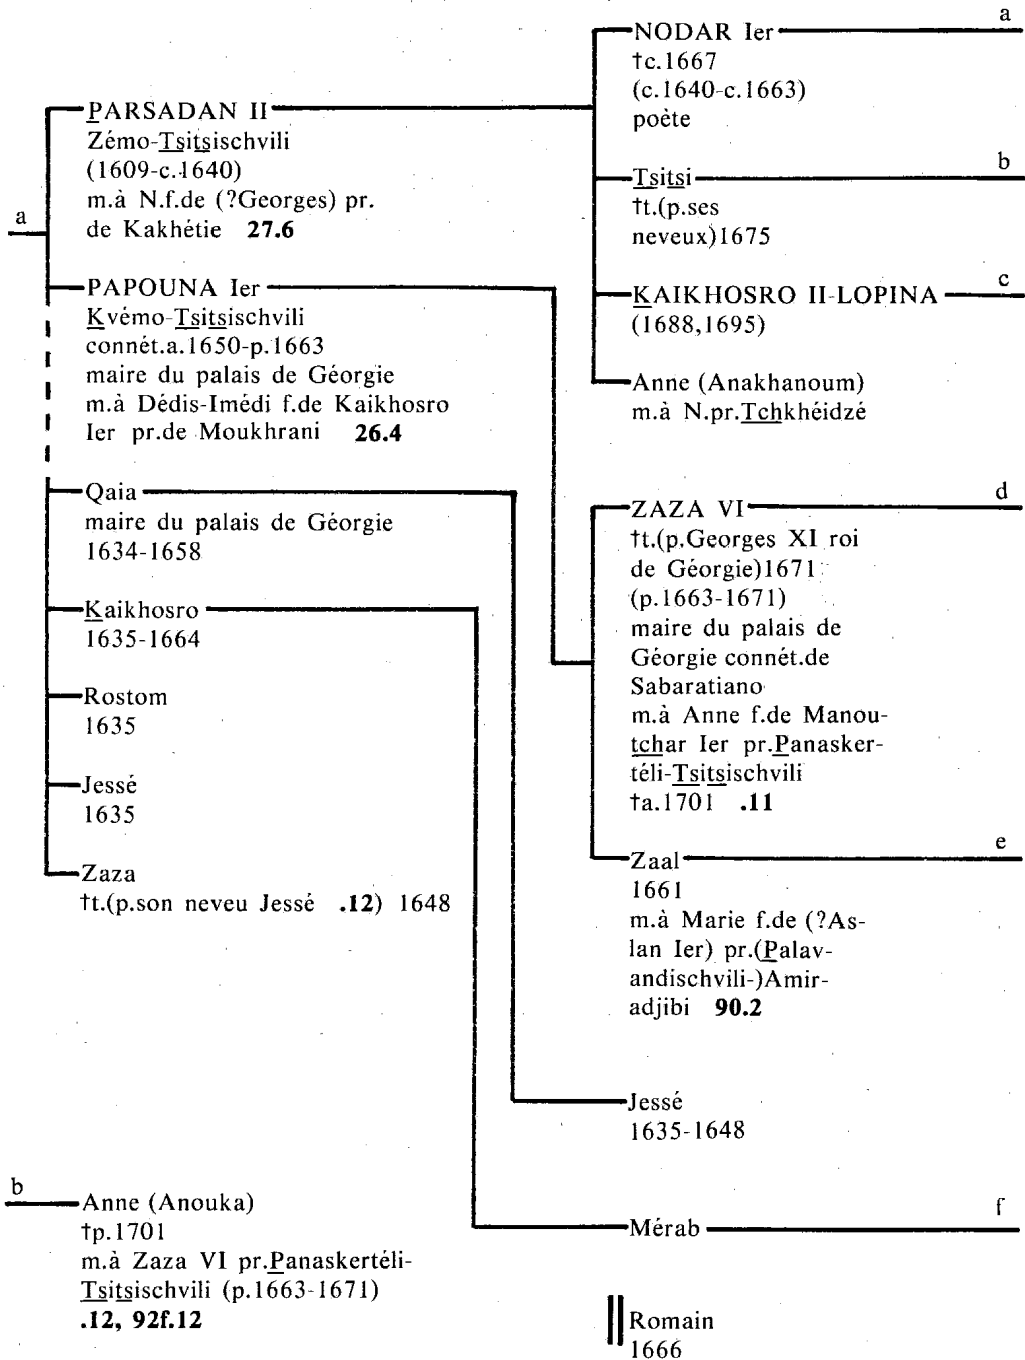 a
PARSADAN II
Zémo-Tsitsischvili
(1609-c.1640)
m.à N.f.de (?Georges) pr.
de Kakhétie 27.6
PAPOUNA Ier
Kvémo-Tsitsischvili
connét.a.1650-p.1663
maire du palais de Géorgie
m.à Dédis-Imédi f.de Kaikhosro
Ier pr.de Moukhrani 26.4
Qaia
maire du palais de Géorgie
1634-1658
Kaikhosro
1635-1664
Rostom
1635
Jessé
1635
Zaza
†t.(p.son neveu Jessé .12) 1648
b
Anne (Anouka)
†p.1701
m.à Zaza VI pr.Panaskertéli-
Tsitsischvili (p.1663-1671)
.12, 92f.12
NODAR Ier
a
†c.1667
(c.1640-c.1663)
poète
Tsitsi
b
†t.(p.ses
neveux)1675
KAIKHOSRO II-LOPINA
c
(1688,1695)
Anne (Anakhanoum)
m.à N.pr.Tchkhéidzé
ZAZA VI
d
†t.(p.Georges XI roi
de Géorgie)1671
(p.1663-1671)
maire du palais de
Géorgie connét.de
Sabaratiano
m.à Anne f.de Manou-
tchar Ier pr.Panasker-
téli-Tsitsischvili
†a.1701 .11
Zaal
e
1661
m.à Marie f.de (?As-
lan Ier) pr.(Palav-
andischvili-)Amir-
adjibi 90.2
Jessé
1635-1648
Mérab
f
Romain
1666